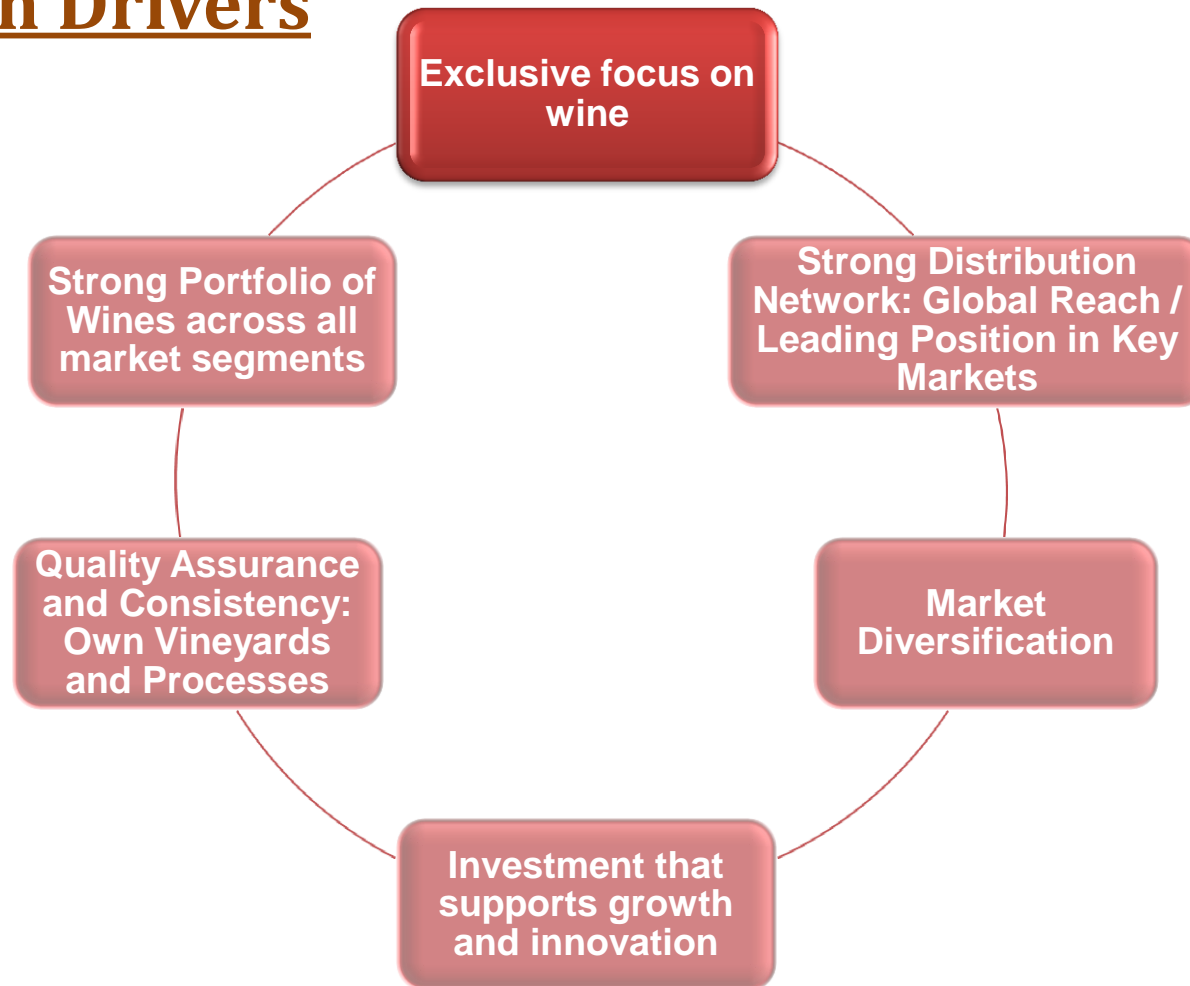 Drivers
Exclusive focus on
wine
Strong Portfolio of
Wines across all
market segments
Strong Distribution
Network: Global Reach /
Leading Position in Key
Markets
Quality Assurance
and Consistency:
Own Vineyards
and Processes
Market
Diversification
Investment that
supports growth
and innovation